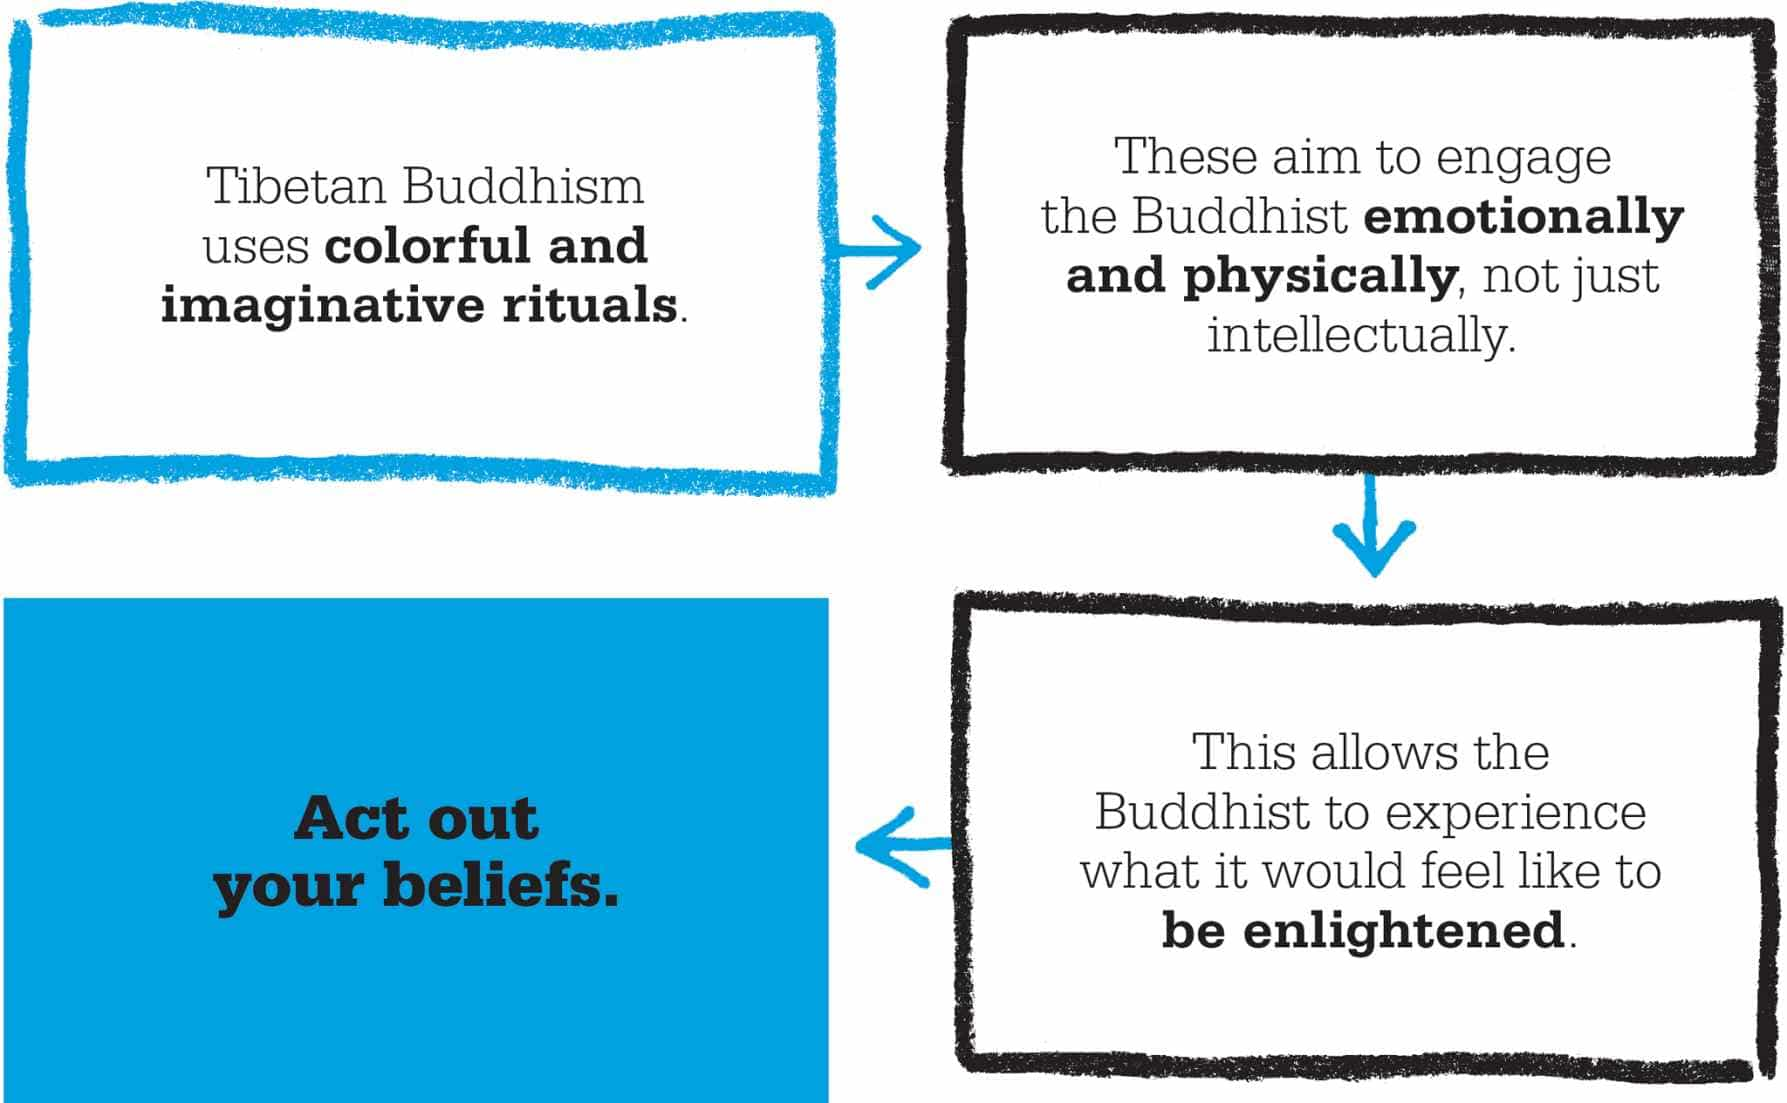 Tibetan Buddhism
uses colorful and
imaginative rituals.
These aim to engage
the Buddhist emotionally
and physically, not just
intellectually.
This allows the
Buddhist to experience
what it would feel like to
be enlightened.
Act out
your beliefs.